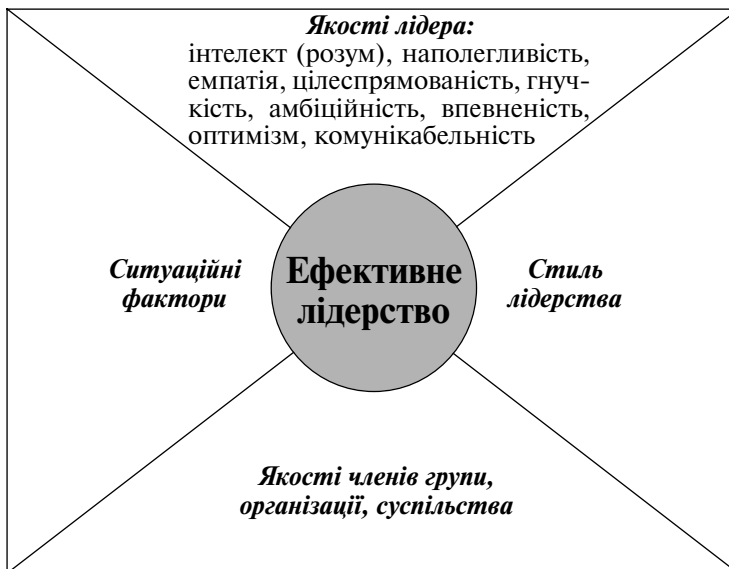 Якості лідера:
інтелект (розум), наполегливість,
емпатія, цілеспрямованість, гнуч-
кість, амбіційність, впевненість,
оптимізм, комунікабельність
Ситуаційні
фактори
Ефективне
лідерство
Стиль
лідерства
Якості членів групи,
організації, суспільства